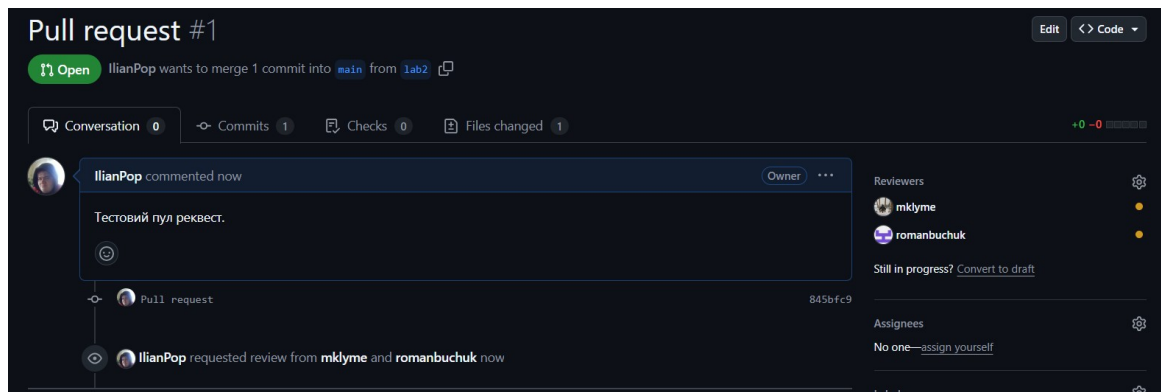 Pull request #1
Edit
<> Code
Open
IlianPop wants to merge 1 commit into main from lab2
Conversation 0
Commits 1
Checks 0
Files changed 1
+0 −0
IlianPop commented now
Owner
Тестовий пул реквест.
Pull request
845bfc9
IlianPop requested review from mklyme and romanbuchuk now
Reviewers
mklyme
romanbuchuk
Still in progress? Convert to draft
Assignees
No one—assign yourself